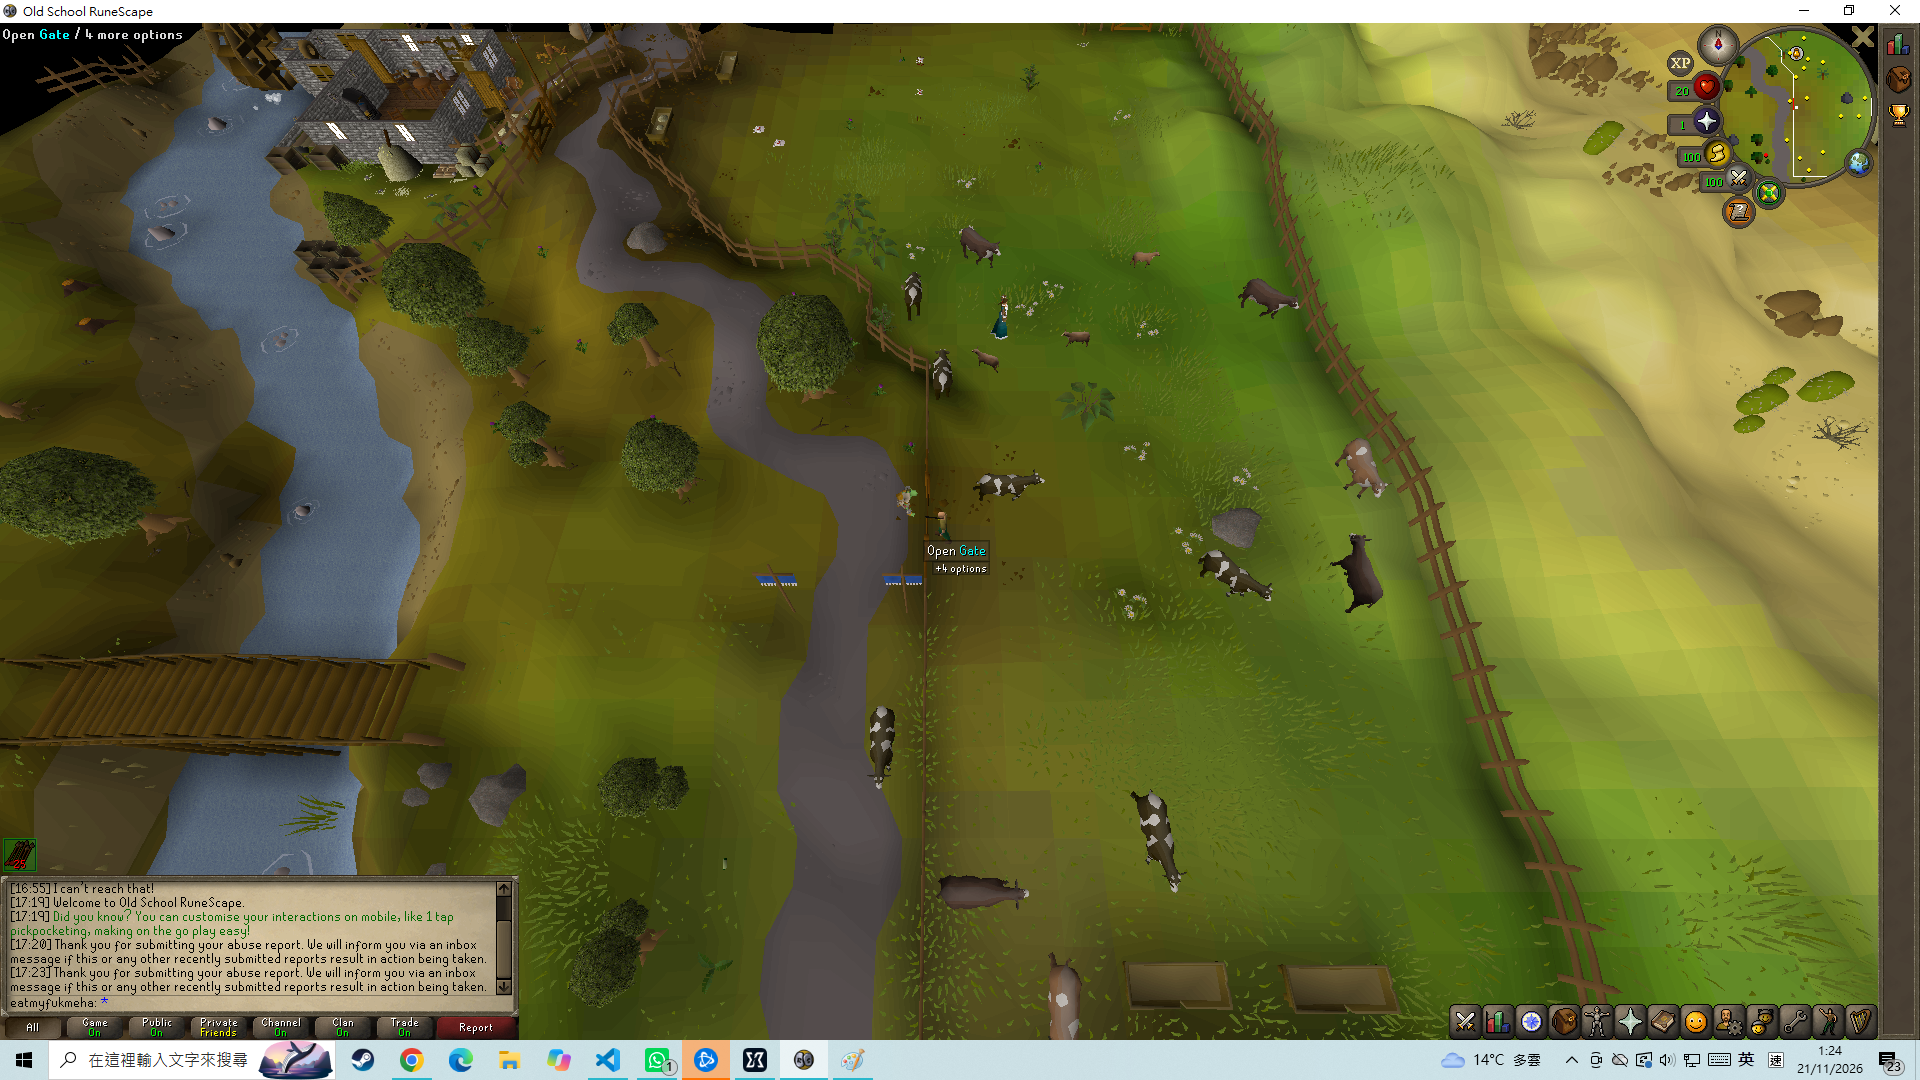 Old School RuneScape
Open Gate / 4 more options
N
XP
20
1
100
100
Open Gate
+4 options
25
[16:55] I can't reach that!
[17:19] Welcome to Old School RuneScape.
[17:19] Did you know? You can customise your interactions on mobile, like 1 tap
pickpocketing, making on the go play easy!
[17:20] Thank you for submitting your abuse report. We will inform you via an inbox
message if this or any other recently submitted reports result in action being taken.
[17:23] Thank you for submitting your abuse report. We will inform you via an inbox
message if this or any other recently submitted reports result in action being taken.
eatmyfukmeha: *
All
Game
On
Public
On
Private
Friends
Channel
On
Clan
On
Trade
On
Report
在這裡輸入文字來搜尋
1
14°C 多雲
英
速
1:24
21/11/2026
23